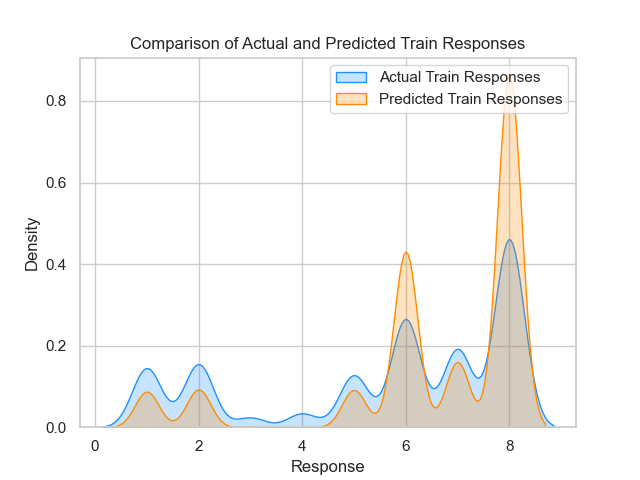 Comparison of Actual and Predicted Train Responses
Actual Train Responses
Predicted Train Responses
0.8
0.6
0.4
0.2
0.0
Density
0 2 4 6 8
Response